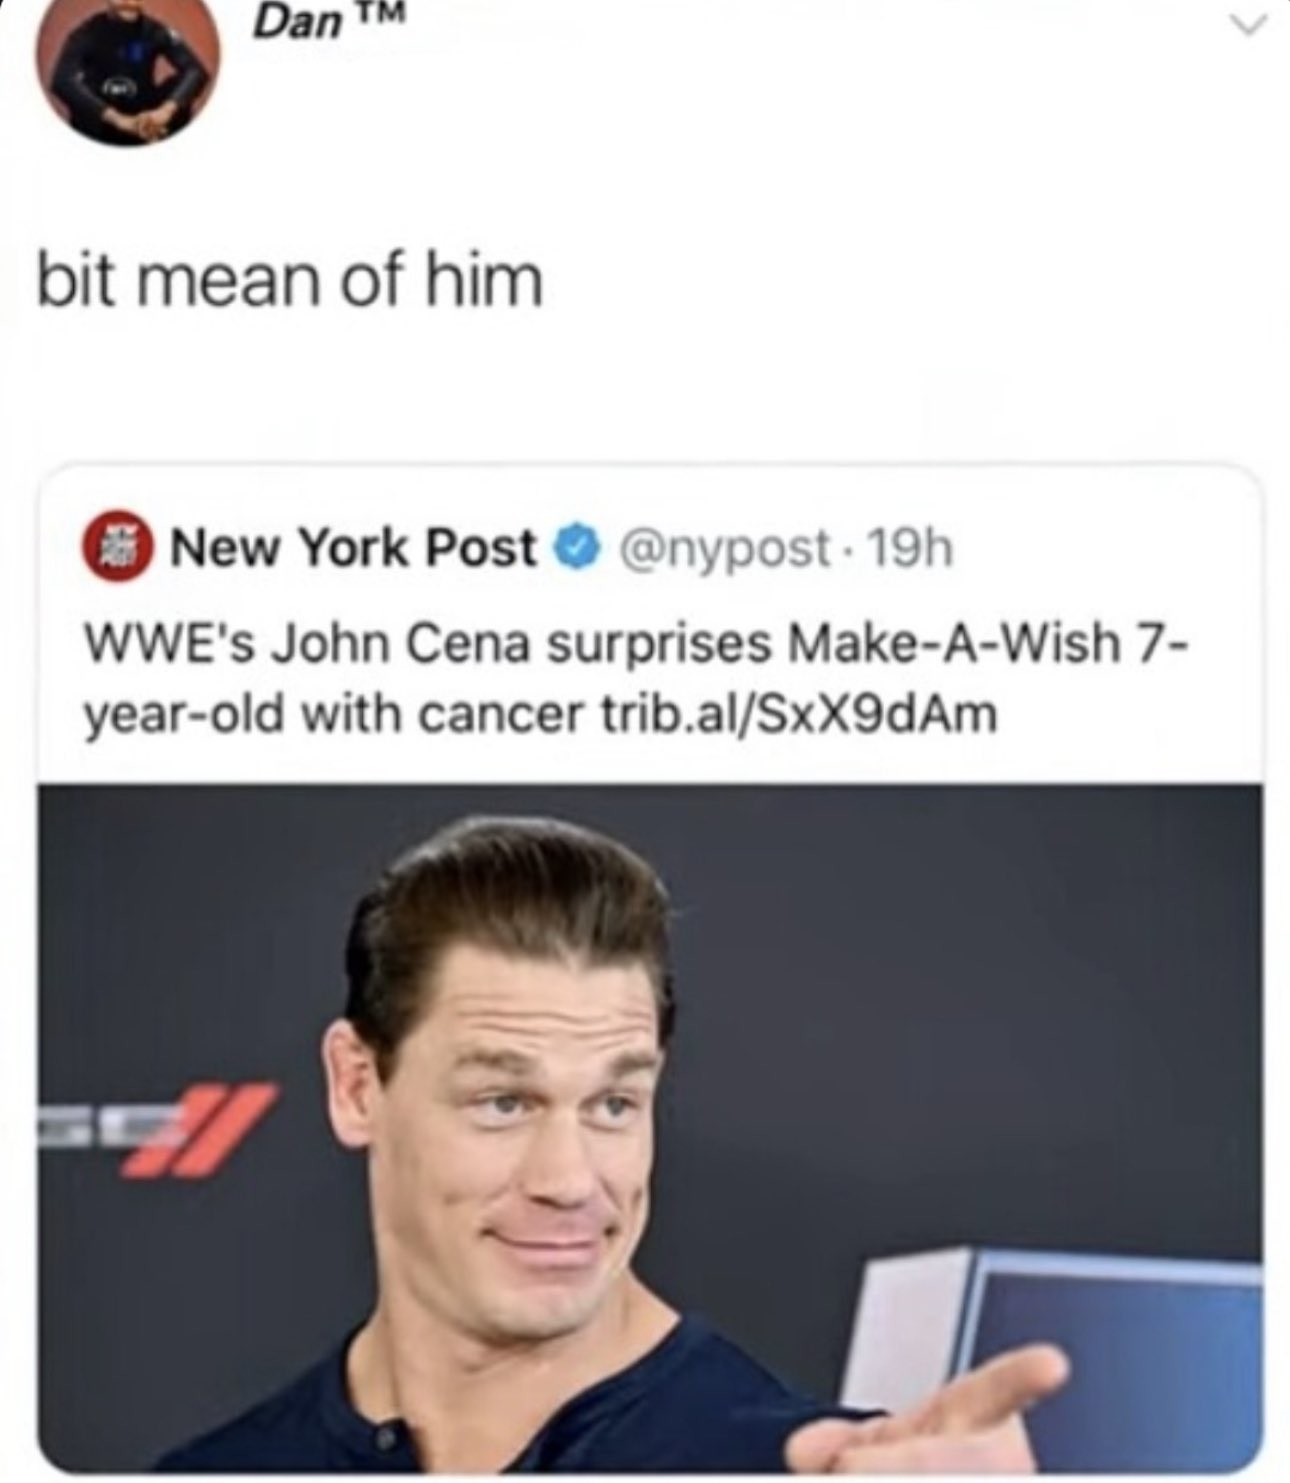 Dan ™
bit mean of him
New York Post @nypost · 19h
WWE's John Cena surprises Make-A-Wish 7-
year-old with cancer trib.al/SxX9dAm